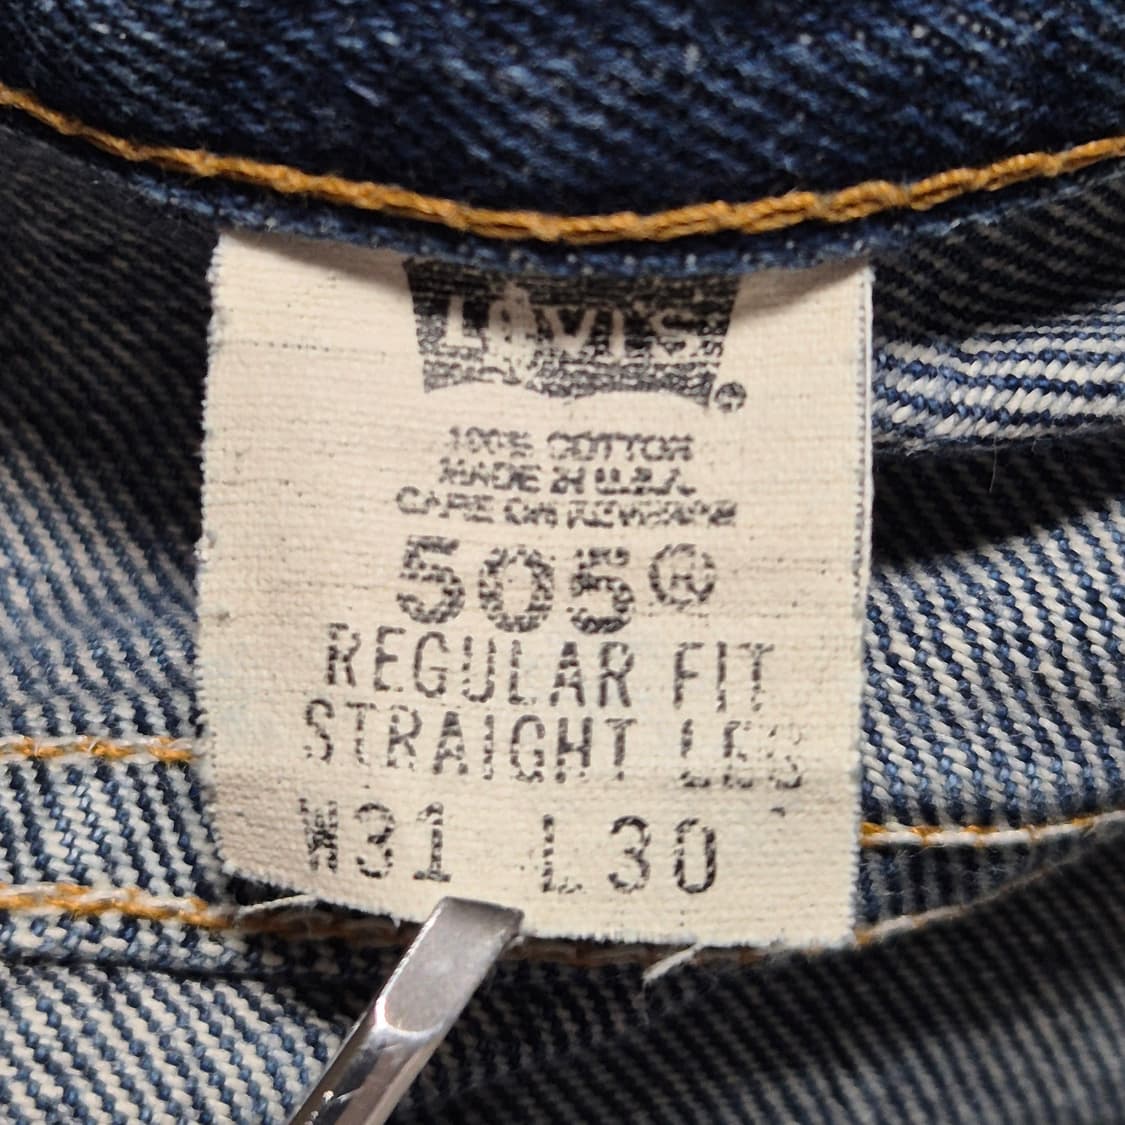 LEVI'S®
100% COTTON
MADE IN U.S.A.
CARE ON REVERSE
505®
REGULAR FIT
STRAIGHT LEG
W31 L30